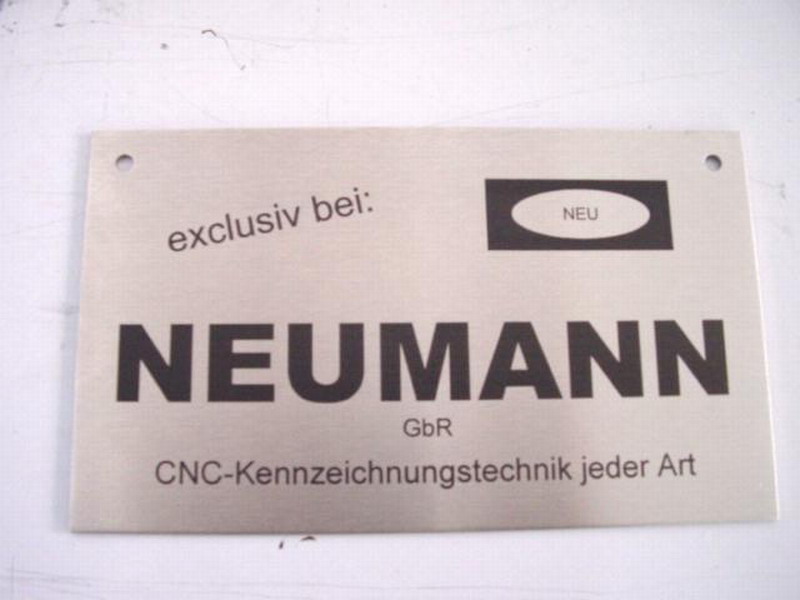 exclusiv bei:
NEU
NEUMANN
GbR
CNC-Kennzeichnungstechnik jeder Art